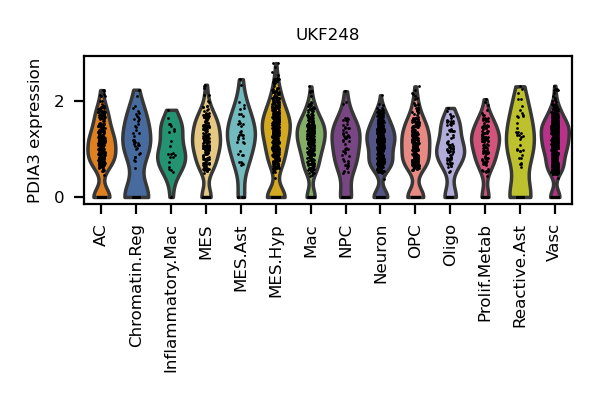 UKF248
PDIA3 expression
2
0
AC
Chromatin.Reg
Inflammatory.Mac
MES
MES.Ast
MES.Hyp
Mac
NPC
Neuron
OPC
Oligo
Prolif.Metab
Reactive.Ast
Vasc